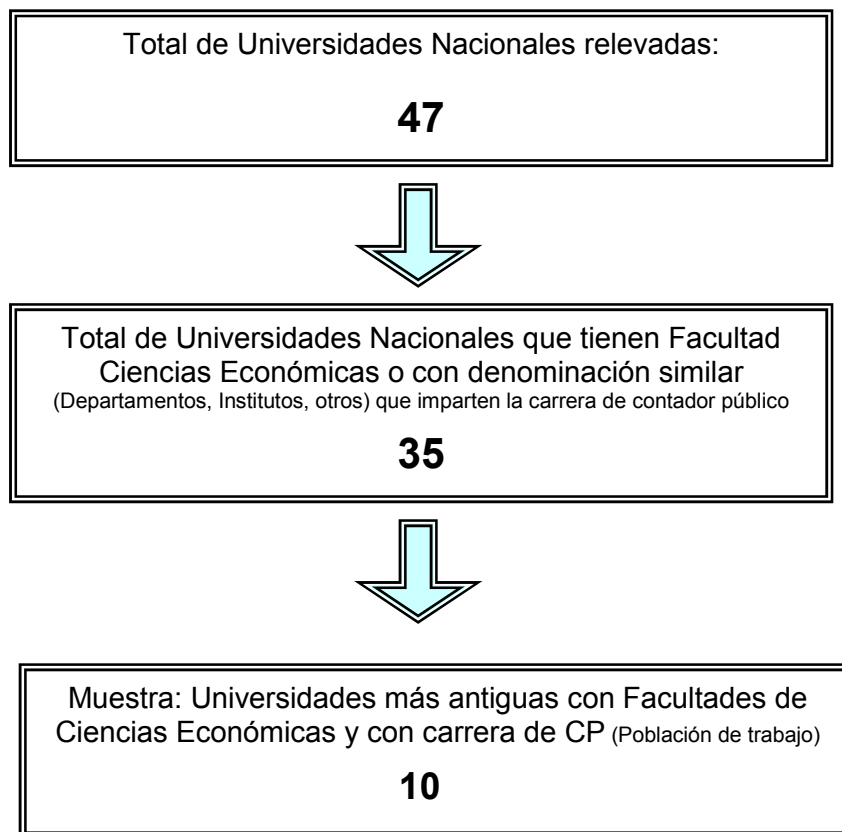 Total de Universidades Nacionales relevadas:
47
Total de Universidades Nacionales que tienen Facultad
Ciencias Económicas o con denominación similar
(Departamentos, Institutos, otros) que imparten la carrera de contador público
35
Muestra: Universidades más antiguas con Facultades de
Ciencias Económicas y con carrera de CP (Población de trabajo)
10